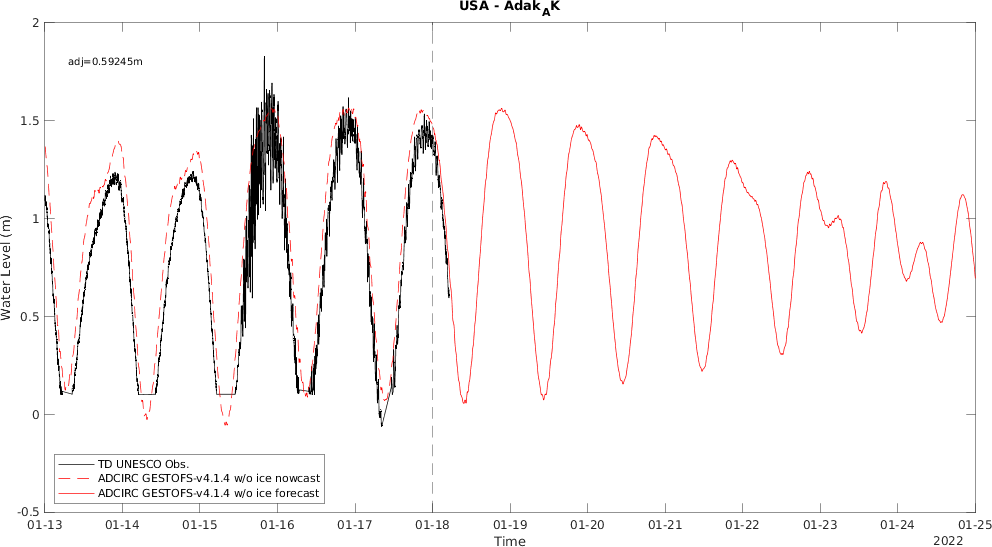 USA - Adak_AK
adj=0.59245m
2
1.5
1
0.5
0
-0.5
Water Level (m)
TD UNESCO Obs.
ADCIRC GESTOFS-v4.1.4 w/o ice nowcast
ADCIRC GESTOFS-v4.1.4 w/o ice forecast
01-13 01-14 01-15 01-16 01-17 01-18 01-19 01-20 01-21 01-22 01-23 01-24 01-25
Time
2022